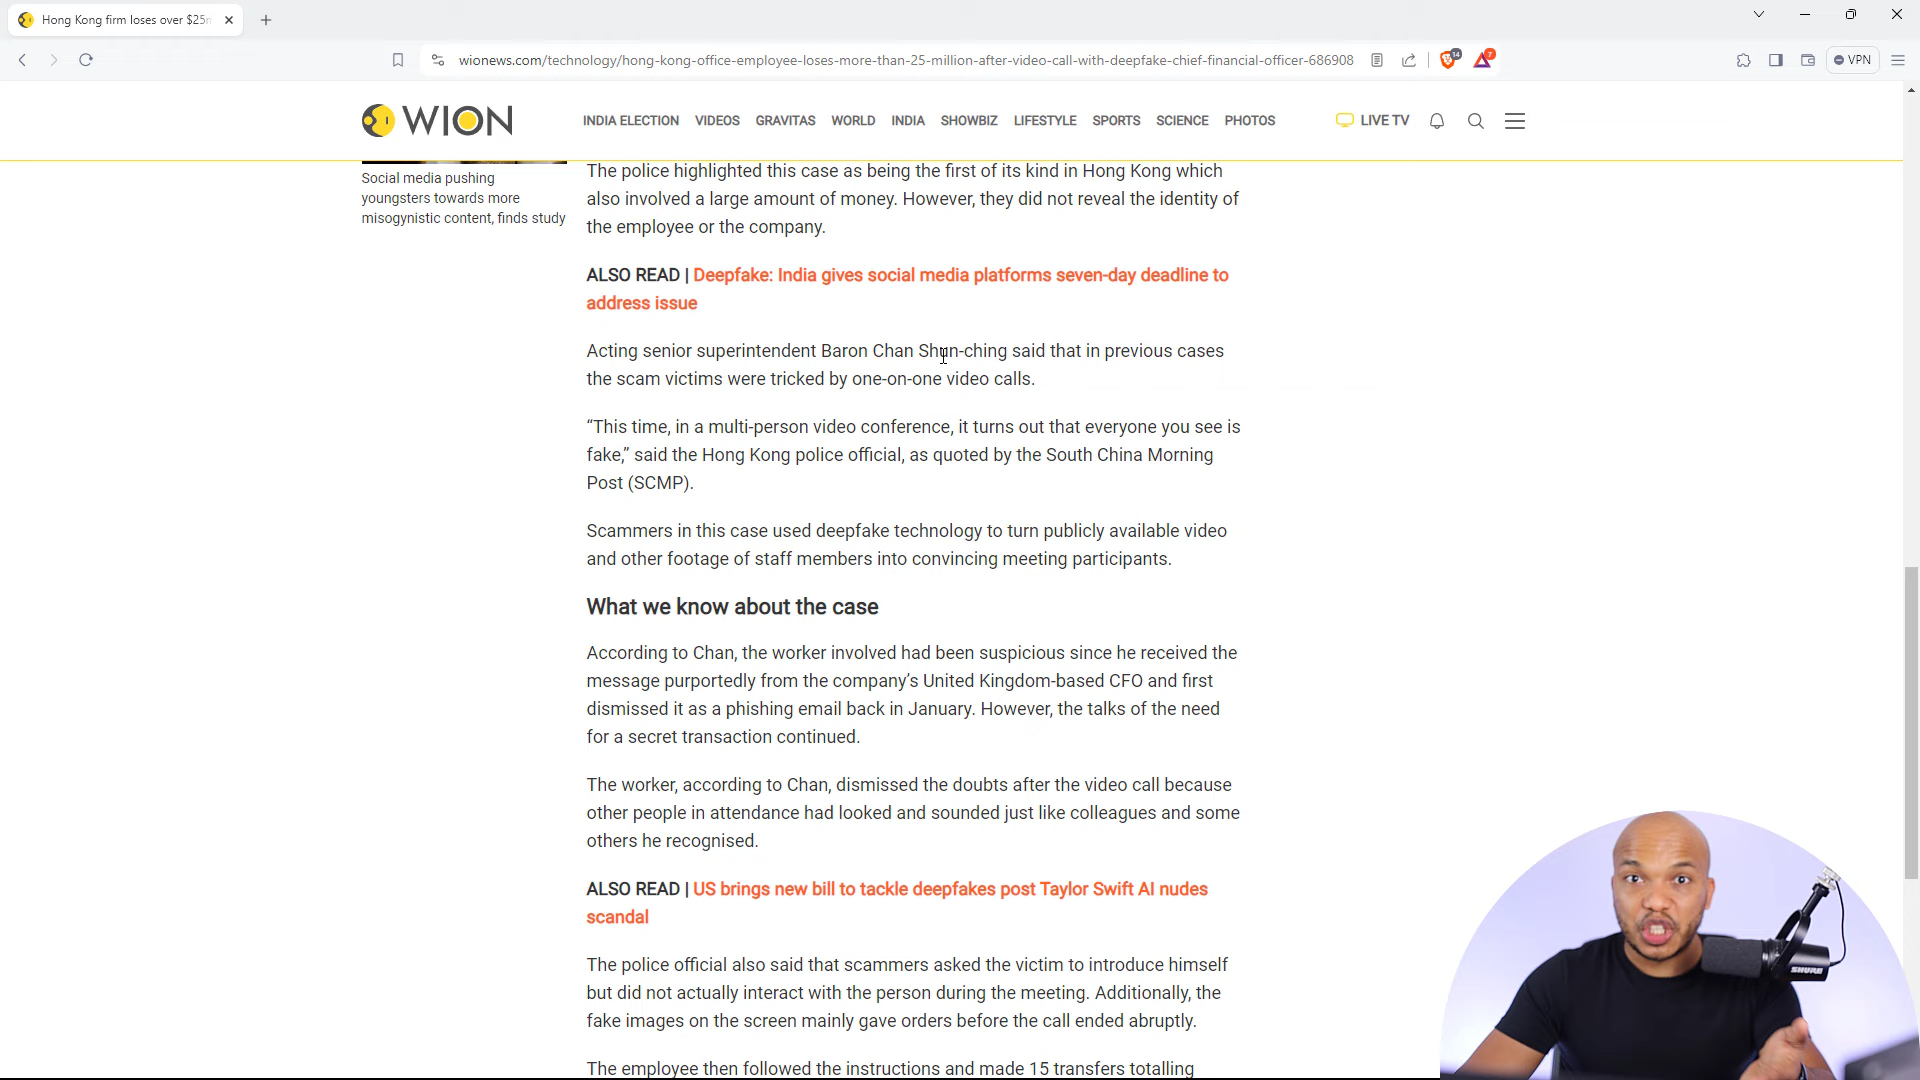 Hong Kong firm loses over $25m
wionews.com/technology/hong-kong-office-employee-loses-more-than-25-million-after-video-call-with-deepfake-chief-financial-officer-686908
14
7
VPN
WION
INDIA ELECTION VIDEOS GRAVITAS WORLD INDIA SHOWBIZ LIFESTYLE SPORTS SCIENCE PHOTOS
LIVE TV
Social media pushing
youngsters towards more
misogynistic content, finds study
The police highlighted this case as being the first of its kind in Hong Kong which
also involved a large amount of money. However, they did not reveal the identity of
the employee or the company.
ALSO READ | Deepfake: India gives social media platforms seven-day deadline to
address issue
Acting senior superintendent Baron Chan Shun-ching said that in previous cases
the scam victims were tricked by one-on-one video calls.
“This time, in a multi-person video conference, it turns out that everyone you see is
fake,” said the Hong Kong police official, as quoted by the South China Morning
Post (SCMP).
Scammers in this case used deepfake technology to turn publicly available video
and other footage of staff members into convincing meeting participants.
What we know about the case
According to Chan, the worker involved had been suspicious since he received the
message purportedly from the company’s United Kingdom-based CFO and first
dismissed it as a phishing email back in January. However, the talks of the need
for a secret transaction continued.
The worker, according to Chan, dismissed the doubts after the video call because
other people in attendance had looked and sounded just like colleagues and some
others he recognised.
ALSO READ | US brings new bill to tackle deepfakes post Taylor Swift AI nudes
scandal
The police official also said that scammers asked the victim to introduce himself
but did not actually interact with the person during the meeting. Additionally, the
fake images on the screen mainly gave orders before the call ended abruptly.
The employee then followed the instructions and made 15 transfers totalling
SHURE